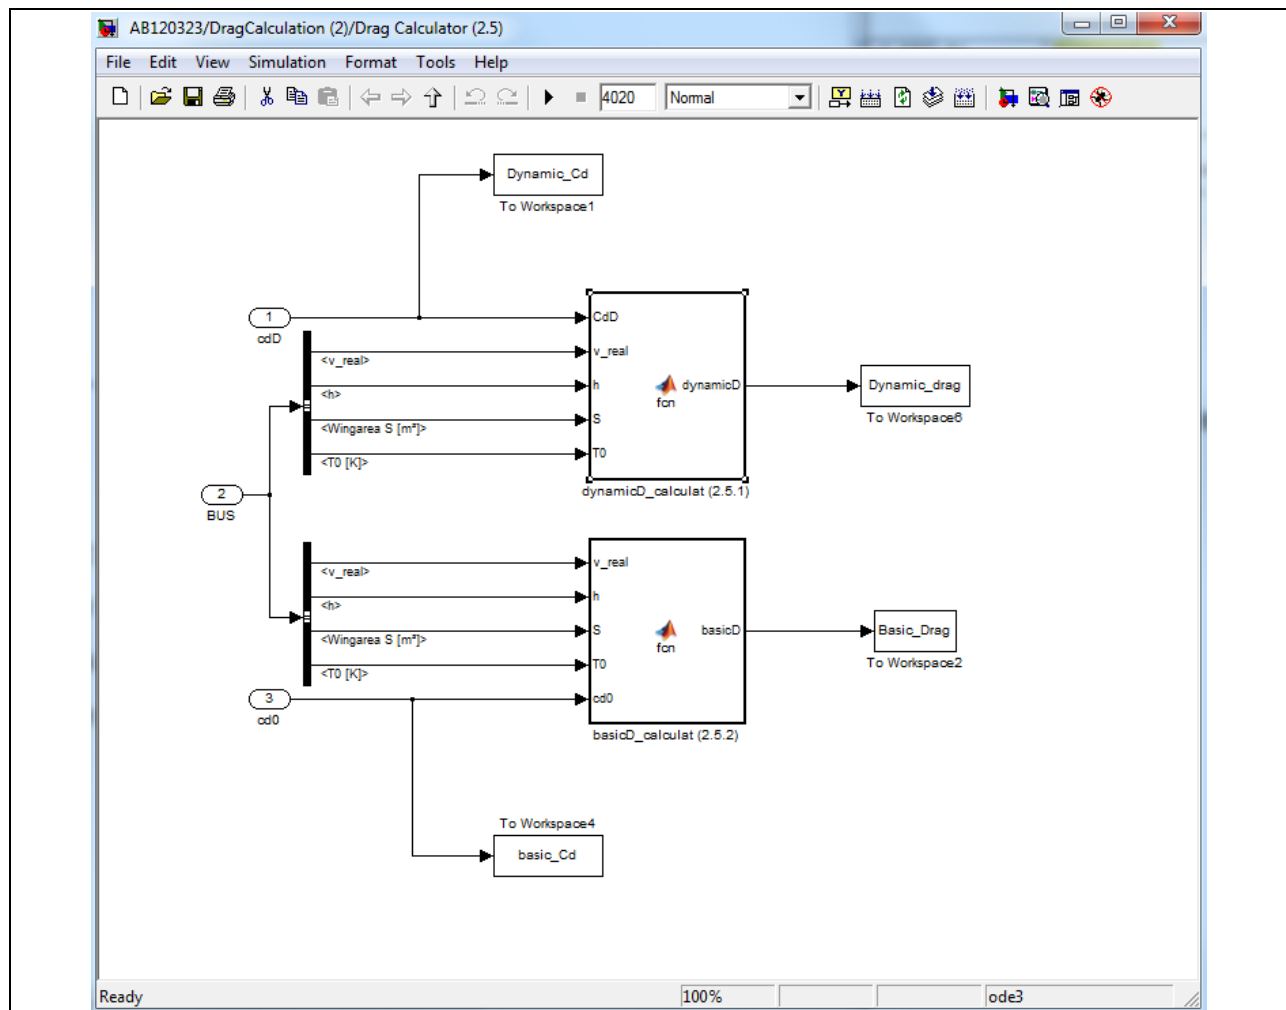 AB120323/DragCalculation (2)/Drag Calculator (2.5)
File Edit View Simulation Format Tools Help
4020 Normal
Dynamic_Cd
To Workspace1
1
cdD
CdD
<v_real>
v_real
<h>
h
dynamicD
fcn
Dynamic_drag
To Workspace6
<Wingarea S [m²]>
S
<T0 [K]>
T0
dynamicD_calculat (2.5.1)
2
BUS
<v_real>
v_real
<h>
h
<Wingarea S [m²]>
S
basicD
fcn
Basic_Drag
To Workspace2
<T0 [K]>
T0
3
cd0
cd0
basicD_calculat (2.5.2)
To Workspace4
basic_Cd
Ready 100% ode3